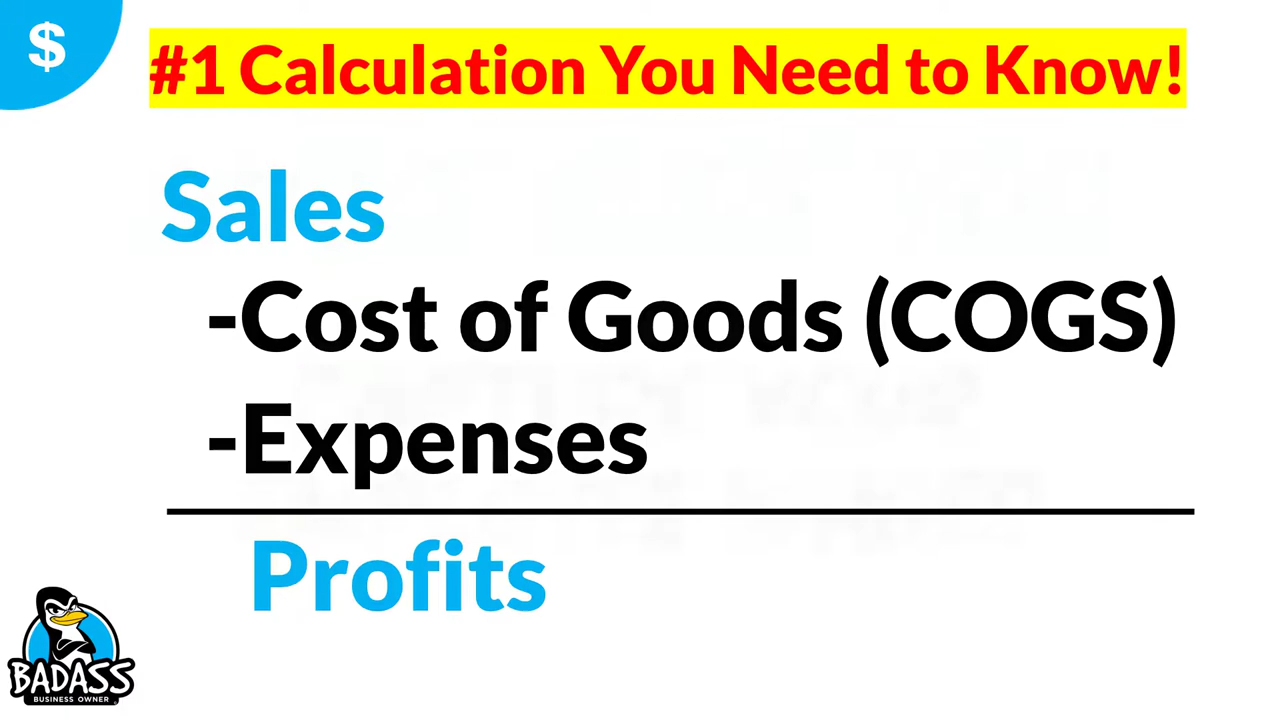 $
#1 Calculation You Need to Know!
Sales
-Cost of Goods (COGS)
-Expenses
Profits
BADASS
BUSINESS OWNER